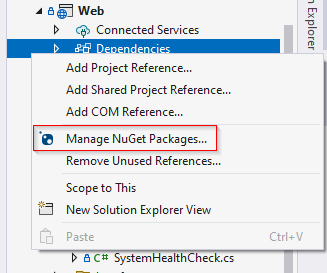 Web
Connected Services
Dependencies
Add Project Reference...
Add Shared Project Reference...
Add COM Reference...
Manage NuGet Packages...
Remove Unused References...
Scope to This
New Solution Explorer View
Paste Ctrl+V
SystemHealthCheck.cs
n Explorer